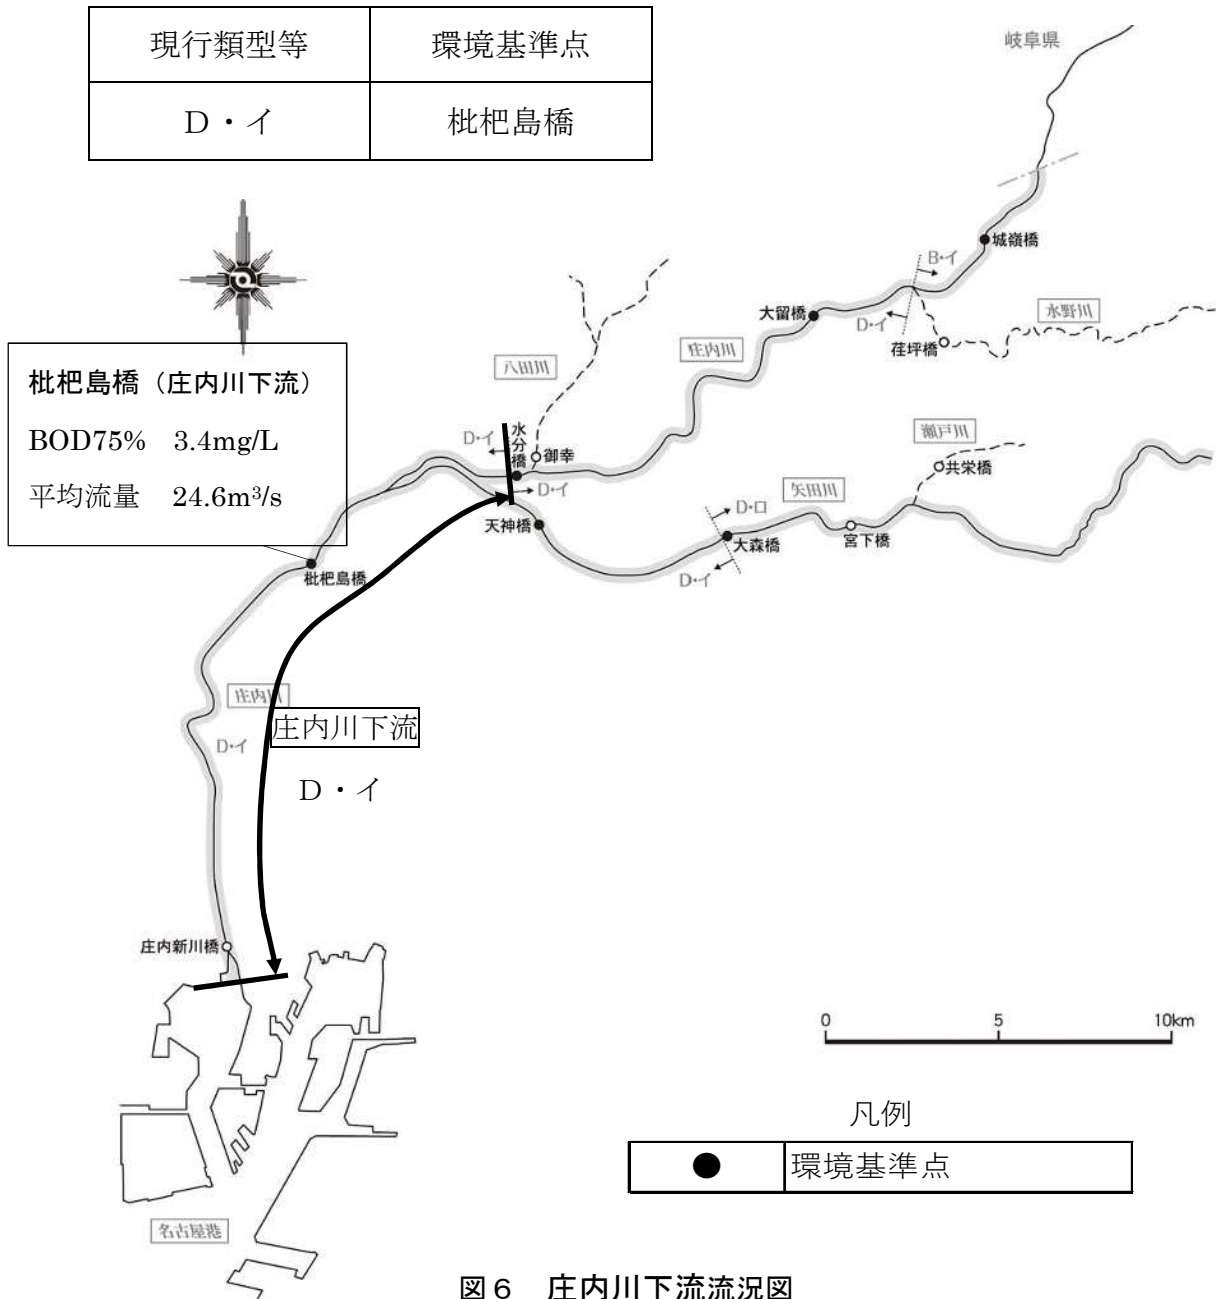 現行類型等 環境基準点
D・イ 枇杷島橋
岐阜県
城嶺橋
B・イ
水野川
大留橋
D・イ
荏坪橋
庄内川
八田川
枇杷島橋（庄内川下流）
BOD75% 3.4mg/L
平均流量 24.6m³/s
D・イ
水分橋
御幸
瀬戸川
共栄橋
矢田川
D・イ
D・ロ
天神橋
大森橋
宮下橋
枇杷島橋
D・イ
庄内川
庄内川下流
D・イ
D・イ
庄内新川橋
0 5 10km
凡例
● 環境基準点
名古屋港
図６ 庄内川下流流況図